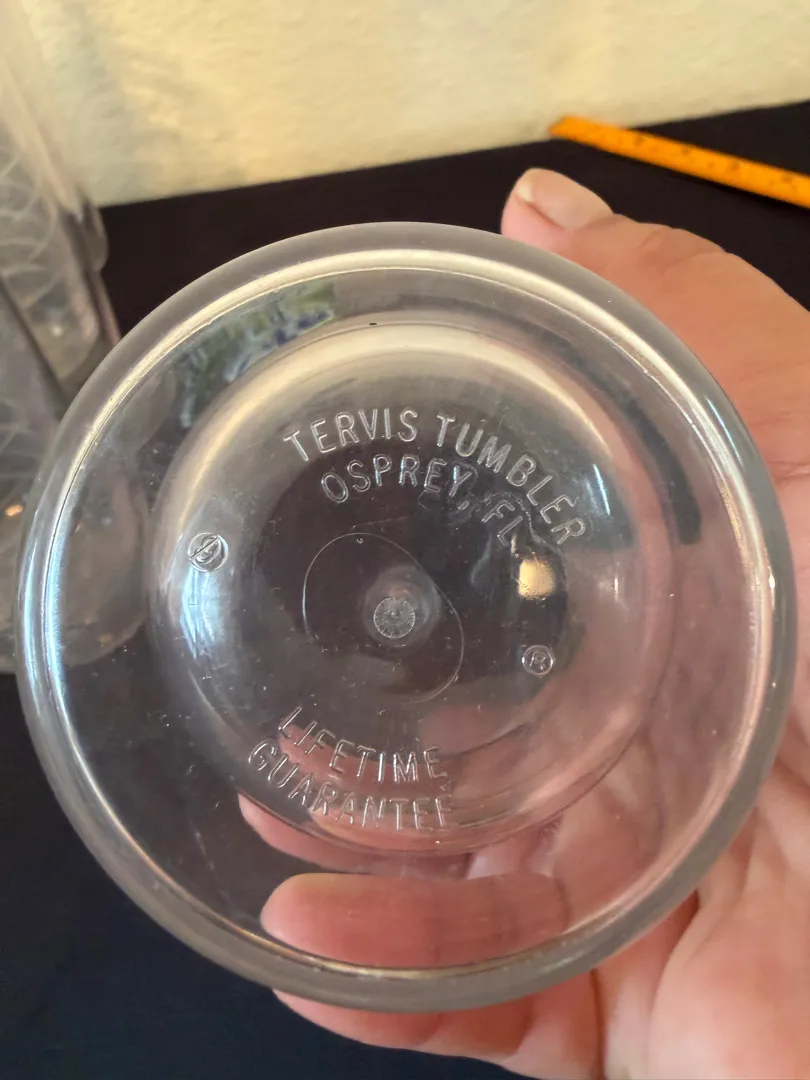 TERVIS TUMBLER
OSPREY, FL
®
LIFETIME
GUARANTEE